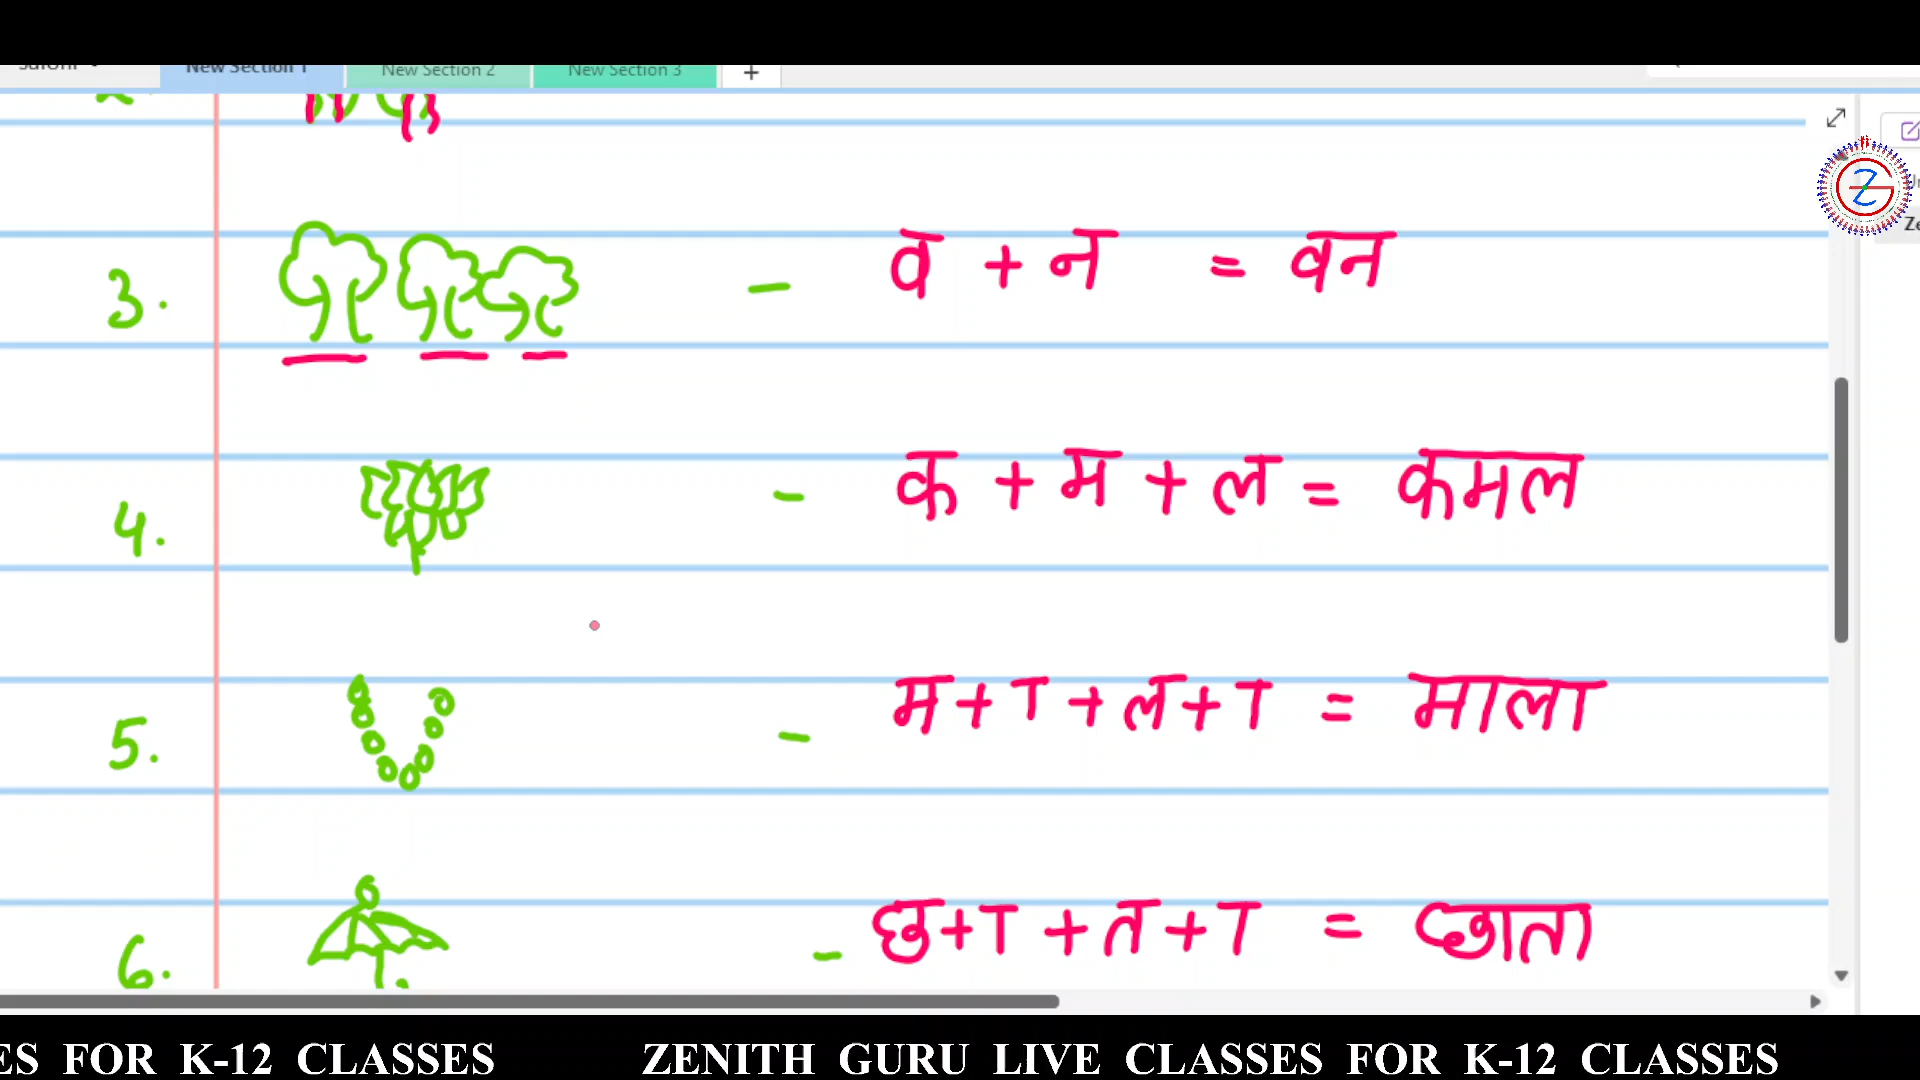 New Section 1 New Section 2 New Section 3 +
3. - व + न = वन
4. - क + म + ल = कमल
5. - म + ा + ल + ा = माला
6. - छ + ा + त + ा = छाता
ES FOR K-12 CLASSES ZENITH GURU LIVE CLASSES FOR K-12 CLASSES